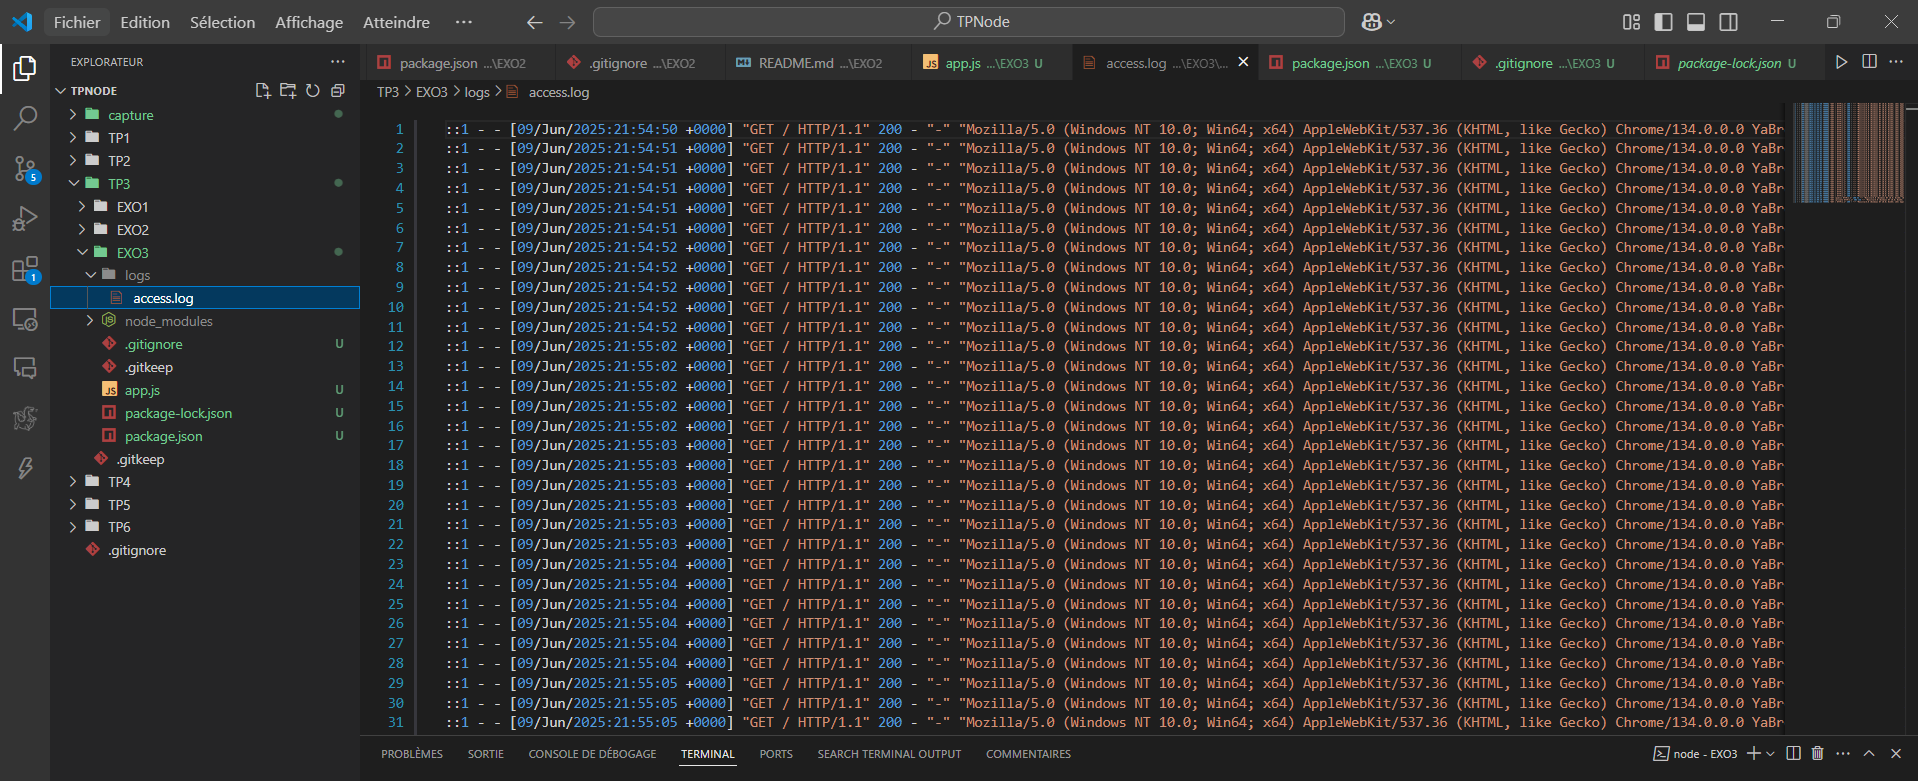 Fichier Edition Sélection Affichage Atteindre ··· TPNode
EXPLORATEUR
package.json ...\EXO2 .gitignore ...\EXO2 README.md ...\EXO2 app.js ...\EXO3 U access.log ...\EXO3\... package.json ...\EXO3 U .gitignore ...\EXO3 U package-lock.json U
TPNODE
TP3 > EXO3 > logs > access.log
capture
TP1
TP2
TP3
EXO1
EXO2
EXO3
logs
access.log
node_modules
.gitignore U
.gitkeep
app.js U
package-lock.json U
package.json U
.gitkeep
TP4
TP5
TP6
.gitignore
5
1
1 ::1 - - [09/Jun/2025:21:54:50 +0000] "GET / HTTP/1.1" 200 - "-" "Mozilla/5.0 (Windows NT 10.0; Win64; x64) AppleWebKit/537.36 (KHTML, like Gecko) Chrome/134.0.0.0 YaBr
2 ::1 - - [09/Jun/2025:21:54:51 +0000] "GET / HTTP/1.1" 200 - "-" "Mozilla/5.0 (Windows NT 10.0; Win64; x64) AppleWebKit/537.36 (KHTML, like Gecko) Chrome/134.0.0.0 YaBr
3 ::1 - - [09/Jun/2025:21:54:51 +0000] "GET / HTTP/1.1" 200 - "-" "Mozilla/5.0 (Windows NT 10.0; Win64; x64) AppleWebKit/537.36 (KHTML, like Gecko) Chrome/134.0.0.0 YaBr
4 ::1 - - [09/Jun/2025:21:54:51 +0000] "GET / HTTP/1.1" 200 - "-" "Mozilla/5.0 (Windows NT 10.0; Win64; x64) AppleWebKit/537.36 (KHTML, like Gecko) Chrome/134.0.0.0 YaBr
5 ::1 - - [09/Jun/2025:21:54:51 +0000] "GET / HTTP/1.1" 200 - "-" "Mozilla/5.0 (Windows NT 10.0; Win64; x64) AppleWebKit/537.36 (KHTML, like Gecko) Chrome/134.0.0.0 YaBr
6 ::1 - - [09/Jun/2025:21:54:51 +0000] "GET / HTTP/1.1" 200 - "-" "Mozilla/5.0 (Windows NT 10.0; Win64; x64) AppleWebKit/537.36 (KHTML, like Gecko) Chrome/134.0.0.0 YaBr
7 ::1 - - [09/Jun/2025:21:54:52 +0000] "GET / HTTP/1.1" 200 - "-" "Mozilla/5.0 (Windows NT 10.0; Win64; x64) AppleWebKit/537.36 (KHTML, like Gecko) Chrome/134.0.0.0 YaBr
8 ::1 - - [09/Jun/2025:21:54:52 +0000] "GET / HTTP/1.1" 200 - "-" "Mozilla/5.0 (Windows NT 10.0; Win64; x64) AppleWebKit/537.36 (KHTML, like Gecko) Chrome/134.0.0.0 YaBr
9 ::1 - - [09/Jun/2025:21:54:52 +0000] "GET / HTTP/1.1" 200 - "-" "Mozilla/5.0 (Windows NT 10.0; Win64; x64) AppleWebKit/537.36 (KHTML, like Gecko) Chrome/134.0.0.0 YaBr
10 ::1 - - [09/Jun/2025:21:54:52 +0000] "GET / HTTP/1.1" 200 - "-" "Mozilla/5.0 (Windows NT 10.0; Win64; x64) AppleWebKit/537.36 (KHTML, like Gecko) Chrome/134.0.0.0 YaBr
11 ::1 - - [09/Jun/2025:21:54:52 +0000] "GET / HTTP/1.1" 200 - "-" "Mozilla/5.0 (Windows NT 10.0; Win64; x64) AppleWebKit/537.36 (KHTML, like Gecko) Chrome/134.0.0.0 YaBr
12 ::1 - - [09/Jun/2025:21:55:02 +0000] "GET / HTTP/1.1" 200 - "-" "Mozilla/5.0 (Windows NT 10.0; Win64; x64) AppleWebKit/537.36 (KHTML, like Gecko) Chrome/134.0.0.0 YaBr
13 ::1 - - [09/Jun/2025:21:55:02 +0000] "GET / HTTP/1.1" 200 - "-" "Mozilla/5.0 (Windows NT 10.0; Win64; x64) AppleWebKit/537.36 (KHTML, like Gecko) Chrome/134.0.0.0 YaBr
14 ::1 - - [09/Jun/2025:21:55:02 +0000] "GET / HTTP/1.1" 200 - "-" "Mozilla/5.0 (Windows NT 10.0; Win64; x64) AppleWebKit/537.36 (KHTML, like Gecko) Chrome/134.0.0.0 YaBr
15 ::1 - - [09/Jun/2025:21:55:02 +0000] "GET / HTTP/1.1" 200 - "-" "Mozilla/5.0 (Windows NT 10.0; Win64; x64) AppleWebKit/537.36 (KHTML, like Gecko) Chrome/134.0.0.0 YaBr
16 ::1 - - [09/Jun/2025:21:55:02 +0000] "GET / HTTP/1.1" 200 - "-" "Mozilla/5.0 (Windows NT 10.0; Win64; x64) AppleWebKit/537.36 (KHTML, like Gecko) Chrome/134.0.0.0 YaBr
17 ::1 - - [09/Jun/2025:21:55:03 +0000] "GET / HTTP/1.1" 200 - "-" "Mozilla/5.0 (Windows NT 10.0; Win64; x64) AppleWebKit/537.36 (KHTML, like Gecko) Chrome/134.0.0.0 YaBr
18 ::1 - - [09/Jun/2025:21:55:03 +0000] "GET / HTTP/1.1" 200 - "-" "Mozilla/5.0 (Windows NT 10.0; Win64; x64) AppleWebKit/537.36 (KHTML, like Gecko) Chrome/134.0.0.0 YaBr
19 ::1 - - [09/Jun/2025:21:55:03 +0000] "GET / HTTP/1.1" 200 - "-" "Mozilla/5.0 (Windows NT 10.0; Win64; x64) AppleWebKit/537.36 (KHTML, like Gecko) Chrome/134.0.0.0 YaBr
20 ::1 - - [09/Jun/2025:21:55:03 +0000] "GET / HTTP/1.1" 200 - "-" "Mozilla/5.0 (Windows NT 10.0; Win64; x64) AppleWebKit/537.36 (KHTML, like Gecko) Chrome/134.0.0.0 YaBr
21 ::1 - - [09/Jun/2025:21:55:03 +0000] "GET / HTTP/1.1" 200 - "-" "Mozilla/5.0 (Windows NT 10.0; Win64; x64) AppleWebKit/537.36 (KHTML, like Gecko) Chrome/134.0.0.0 YaBr
22 ::1 - - [09/Jun/2025:21:55:03 +0000] "GET / HTTP/1.1" 200 - "-" "Mozilla/5.0 (Windows NT 10.0; Win64; x64) AppleWebKit/537.36 (KHTML, like Gecko) Chrome/134.0.0.0 YaBr
23 ::1 - - [09/Jun/2025:21:55:04 +0000] "GET / HTTP/1.1" 200 - "-" "Mozilla/5.0 (Windows NT 10.0; Win64; x64) AppleWebKit/537.36 (KHTML, like Gecko) Chrome/134.0.0.0 YaBr
24 ::1 - - [09/Jun/2025:21:55:04 +0000] "GET / HTTP/1.1" 200 - "-" "Mozilla/5.0 (Windows NT 10.0; Win64; x64) AppleWebKit/537.36 (KHTML, like Gecko) Chrome/134.0.0.0 YaBr
25 ::1 - - [09/Jun/2025:21:55:04 +0000] "GET / HTTP/1.1" 200 - "-" "Mozilla/5.0 (Windows NT 10.0; Win64; x64) AppleWebKit/537.36 (KHTML, like Gecko) Chrome/134.0.0.0 YaBr
26 ::1 - - [09/Jun/2025:21:55:04 +0000] "GET / HTTP/1.1" 200 - "-" "Mozilla/5.0 (Windows NT 10.0; Win64; x64) AppleWebKit/537.36 (KHTML, like Gecko) Chrome/134.0.0.0 YaBr
27 ::1 - - [09/Jun/2025:21:55:04 +0000] "GET / HTTP/1.1" 200 - "-" "Mozilla/5.0 (Windows NT 10.0; Win64; x64) AppleWebKit/537.36 (KHTML, like Gecko) Chrome/134.0.0.0 YaBr
28 ::1 - - [09/Jun/2025:21:55:04 +0000] "GET / HTTP/1.1" 200 - "-" "Mozilla/5.0 (Windows NT 10.0; Win64; x64) AppleWebKit/537.36 (KHTML, like Gecko) Chrome/134.0.0.0 YaBr
29 ::1 - - [09/Jun/2025:21:55:05 +0000] "GET / HTTP/1.1" 200 - "-" "Mozilla/5.0 (Windows NT 10.0; Win64; x64) AppleWebKit/537.36 (KHTML, like Gecko) Chrome/134.0.0.0 YaBr
30 ::1 - - [09/Jun/2025:21:55:05 +0000] "GET / HTTP/1.1" 200 - "-" "Mozilla/5.0 (Windows NT 10.0; Win64; x64) AppleWebKit/537.36 (KHTML, like Gecko) Chrome/134.0.0.0 YaBr
31 ::1 - - [09/Jun/2025:21:55:05 +0000] "GET / HTTP/1.1" 200 - "-" "Mozilla/5.0 (Windows NT 10.0; Win64; x64) AppleWebKit/537.36 (KHTML, like Gecko) Chrome/134.0.0.0 YaBr
PROBLÈMES SORTIE CONSOLE DE DÉBOGAGE TERMINAL PORTS SEARCH TERMINAL OUTPUT COMMENTAIRES node - EXO3